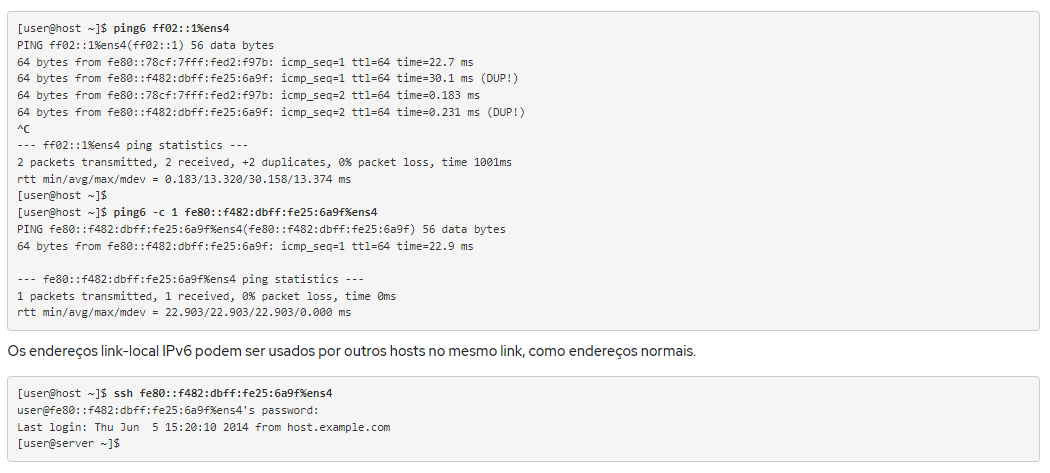 [user@host ~]$ ping6 ff02::1%ens4
PING ff02::1%ens4(ff02::1) 56 data bytes
64 bytes from fe80::78cf:7fff:fed2:f97b: icmp_seq=1 ttl=64 time=22.7 ms
64 bytes from fe80::f482:dbff:fe25:6a9f: icmp_seq=1 ttl=64 time=30.1 ms (DUP!)
64 bytes from fe80::78cf:7fff:fed2:f97b: icmp_seq=2 ttl=64 time=0.183 ms
64 bytes from fe80::f482:dbff:fe25:6a9f: icmp_seq=2 ttl=64 time=0.231 ms (DUP!)
^C
--- ff02::1%ens4 ping statistics ---
2 packets transmitted, 2 received, +2 duplicates, 0% packet loss, time 1001ms
rtt min/avg/max/mdev = 0.183/13.320/30.158/13.374 ms
[user@host ~]$
[user@host ~]$ ping6 -c 1 fe80::f482:dbff:fe25:6a9f%ens4
PING fe80::f482:dbff:fe25:6a9f%ens4(fe80::f482:dbff:fe25:6a9f) 56 data bytes
64 bytes from fe80::f482:dbff:fe25:6a9f: icmp_seq=1 ttl=64 time=22.9 ms
--- fe80::f482:dbff:fe25:6a9f%ens4 ping statistics ---
1 packets transmitted, 1 received, 0% packet loss, time 0ms
rtt min/avg/max/mdev = 22.903/22.903/22.903/0.000 ms
Os endereços link-local IPv6 podem ser usados por outros hosts no mesmo link, como endereços normais.
[user@host ~]$ ssh fe80::f482:dbff:fe25:6a9f%ens4
user@fe80::f482:dbff:fe25:6a9f%ens4's password:
Last login: Thu Jun  5 15:20:10 2014 from host.example.com
[user@server ~]$